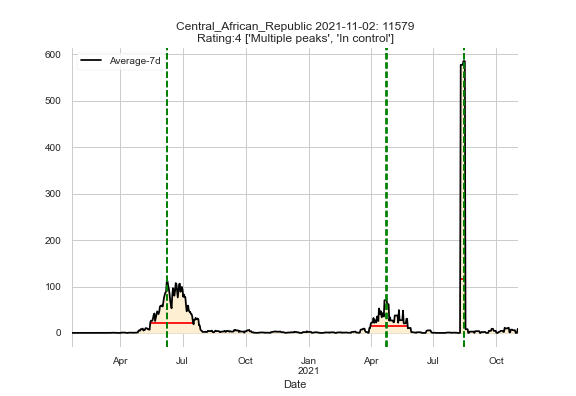 Central_African_Republic 2021-11-02: 11579
Rating:4 ['Multiple peaks', 'In control']
Average-7d
600
500
400
300
200
100
0
Apr
Jul
Oct
Jan
2021
Apr
Jul
Oct
Date